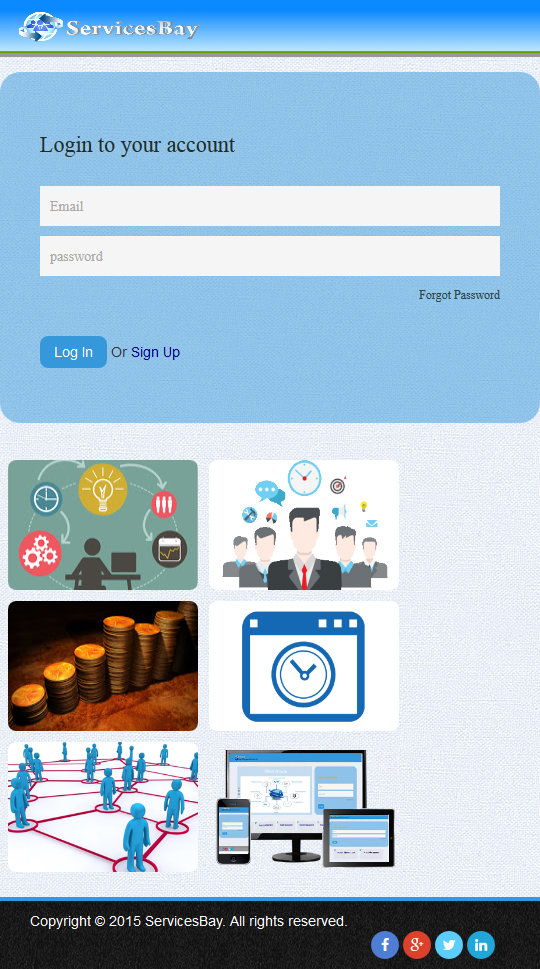 ServicesBay
Login to your account
Email
password
Forgot Password
Log In Or Sign Up
Copyright © 2015 ServicesBay. All rights reserved.
f g+ in